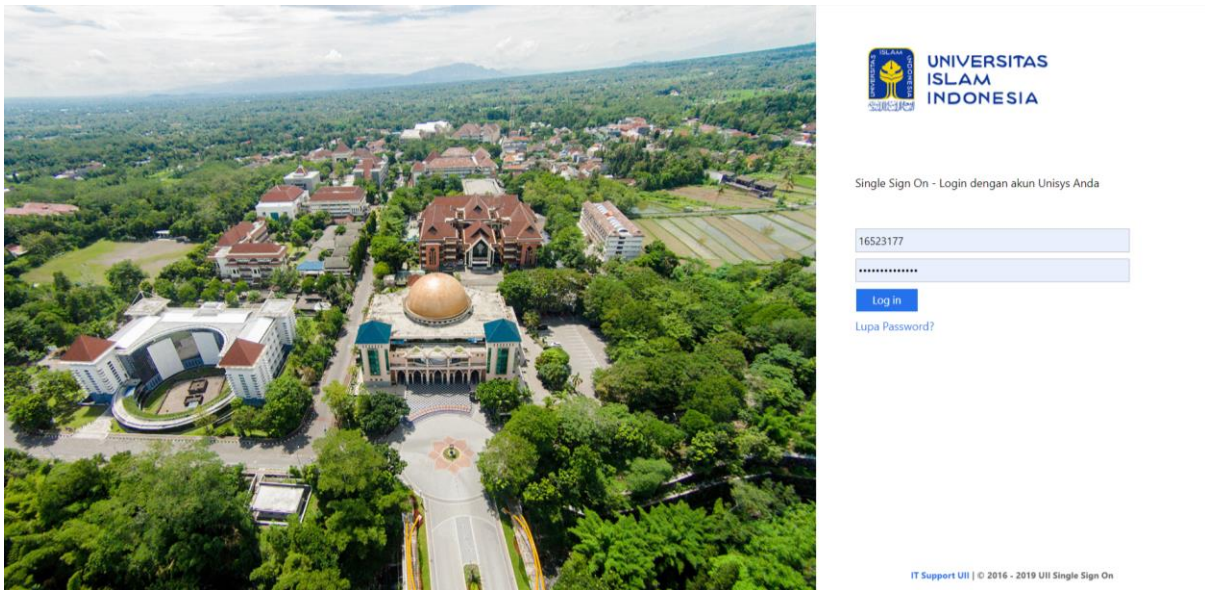 UNIVERSITAS
ISLAM
INDONESIA
Single Sign On - Login dengan akun Unisys Anda
16523177
••••••••••••••
Log in
Lupa Password?
IT Support UII | © 2016 - 2019 UII Single Sign On